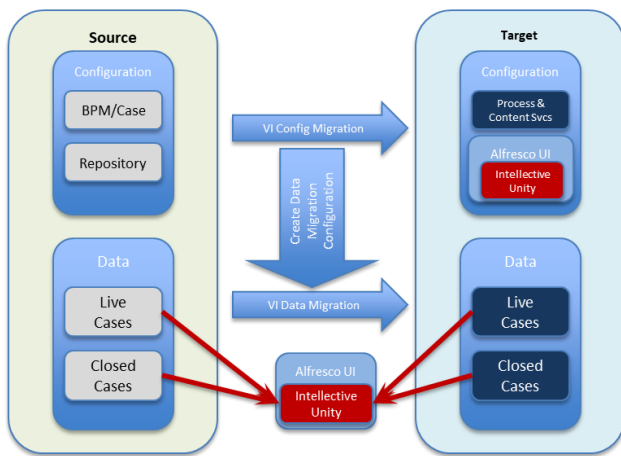 Source
Configuration
BPM/Case
Repository
Data
Live
Cases
Closed
Cases
VI Config Migration
Create Data
Migration
Configuration
VI Data Migration
Alfresco UI
Intellective
Unity
Target
Configuration
Process &
Content Svcs
Alfresco UI
Intellective
Unity
Data
Live
Cases
Closed
Cases